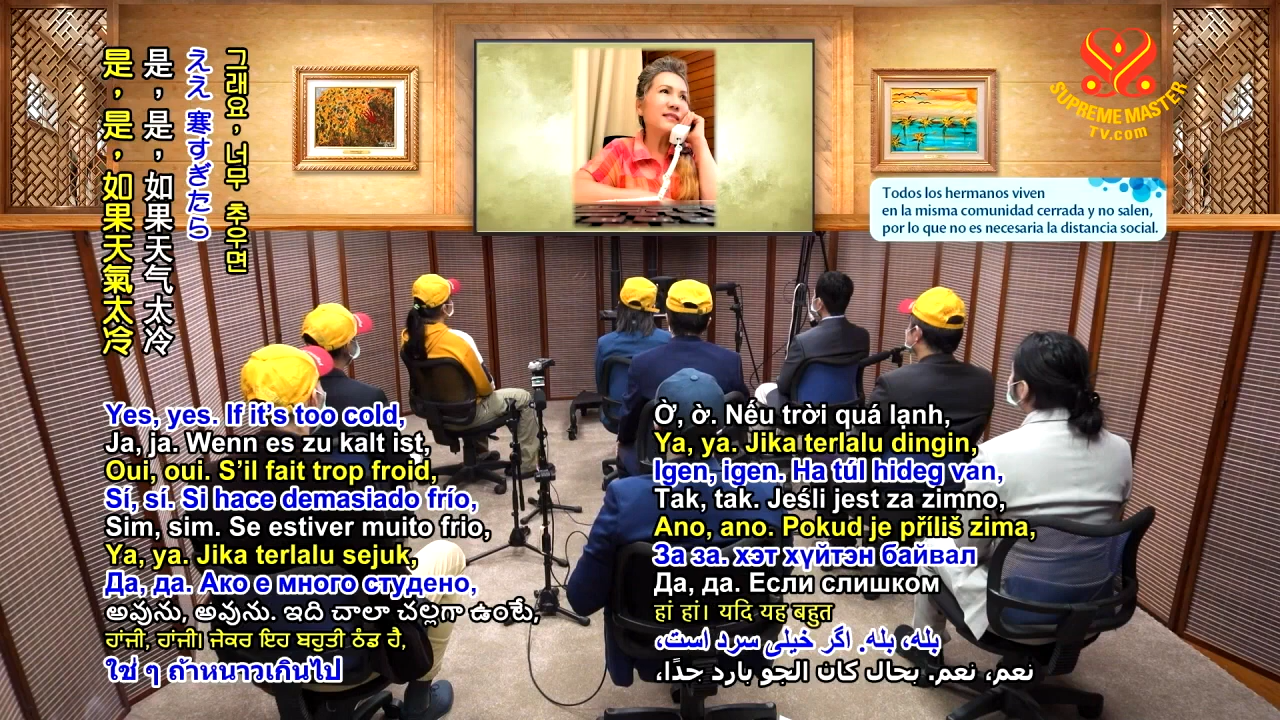 그래요, 너무 추우면
ええ 寒すぎたら
是，是，如果天气太冷
是，是，如果天氣太冷
SUPREME MASTER
TV.com
Todos los hermanos viven
en la misma comunidad cerrada y no salen,
por lo que no es necesaria la distancia social.
Yes, yes. If it's too cold,
Ja, ja. Wenn es zu kalt ist,
Oui, oui. S'il fait trop froid,
Sí, sí. Si hace demasiado frío,
Sim, sim. Se estiver muito frio,
Ya, ya. Jika terlalu sejuk,
Да, да. Ако е много студено,
అవును, అవును. ఇది చాలా చల్లగా ఉంటే,
ਹਾਂਜੀ, ਹਾਂਜੀ। ਜੇਕਰ ਇਹ ਬਹੁਤੀ ਠੰਡ ਹੈ,
ใช่ ๆ ถ้าหนาวเกินไป
Ờ, ờ. Nếu trời quá lạnh,
Ya, ya. Jika terlalu dingin,
Igen, igen. Ha túl hideg van,
Tak, tak. Jeśli jest za zimno,
Ano, ano. Pokud je příliš zima,
За за. хэт хүйтэн байвал
Да, да. Если слишком
हां हां। यदि यह बहुत
بله، بله. اگر خیلی سرد است،
نعم، نعم. بحال كان الجو بارد جدًا،